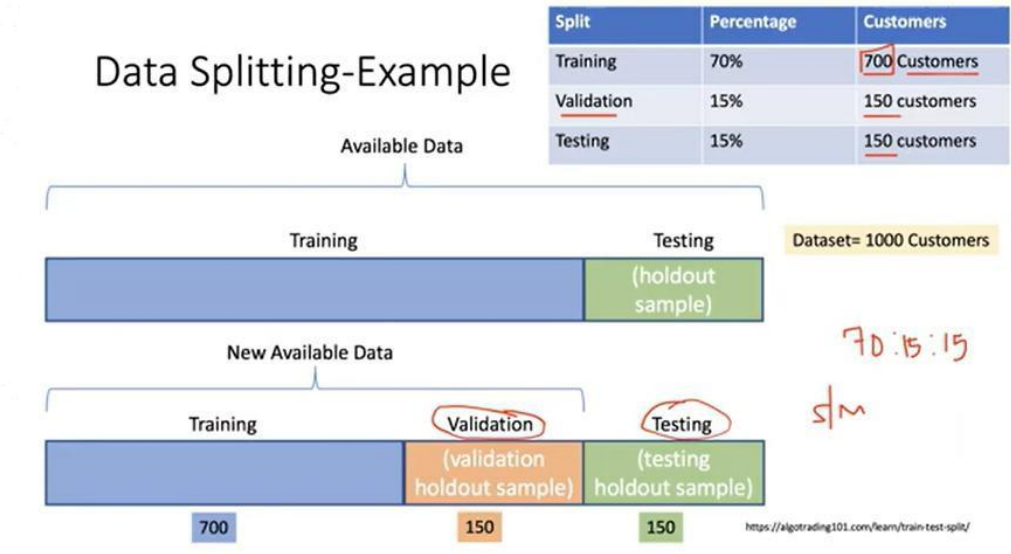 Data Splitting-Example
Split Percentage Customers
Training 70% 700 Customers
Validation 15% 150 customers
Testing 15% 150 customers
Available Data
Training Testing
(holdout
sample)
Dataset= 1000 Customers
70:15:15
New Available Data
Training Validation Testing
(validation
holdout sample)
(testing
holdout sample)
700 150 150
https://algotrading101.com/learn/train-test-split/